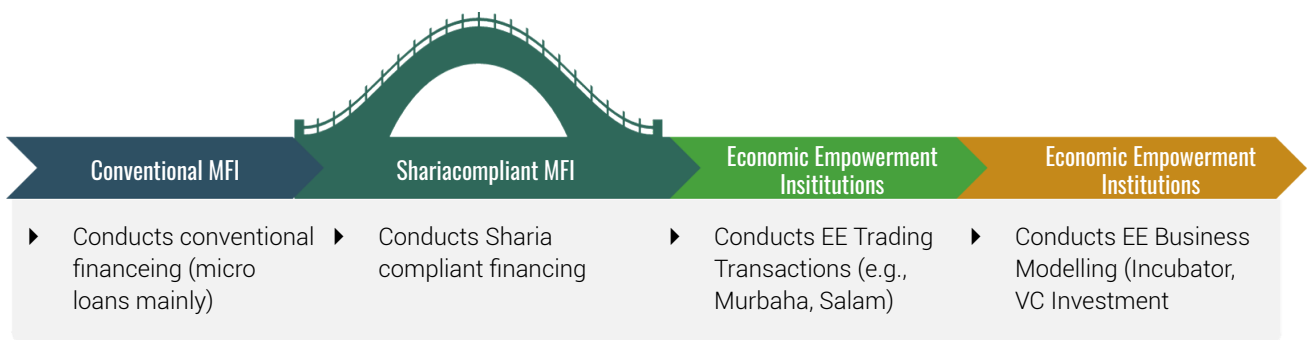 Conventional MFI
Shariacompliant MFI
Economic Empowerment
Insititutions
Economic Empowerment
Institutions
Conducts conventional
financeing (micro
loans mainly)
Conducts Sharia
compliant financing
Conducts EE Trading
Transactions (e.g.,
Murbaha, Salam)
Conducts EE Business
Modelling (Incubator,
VC Investment